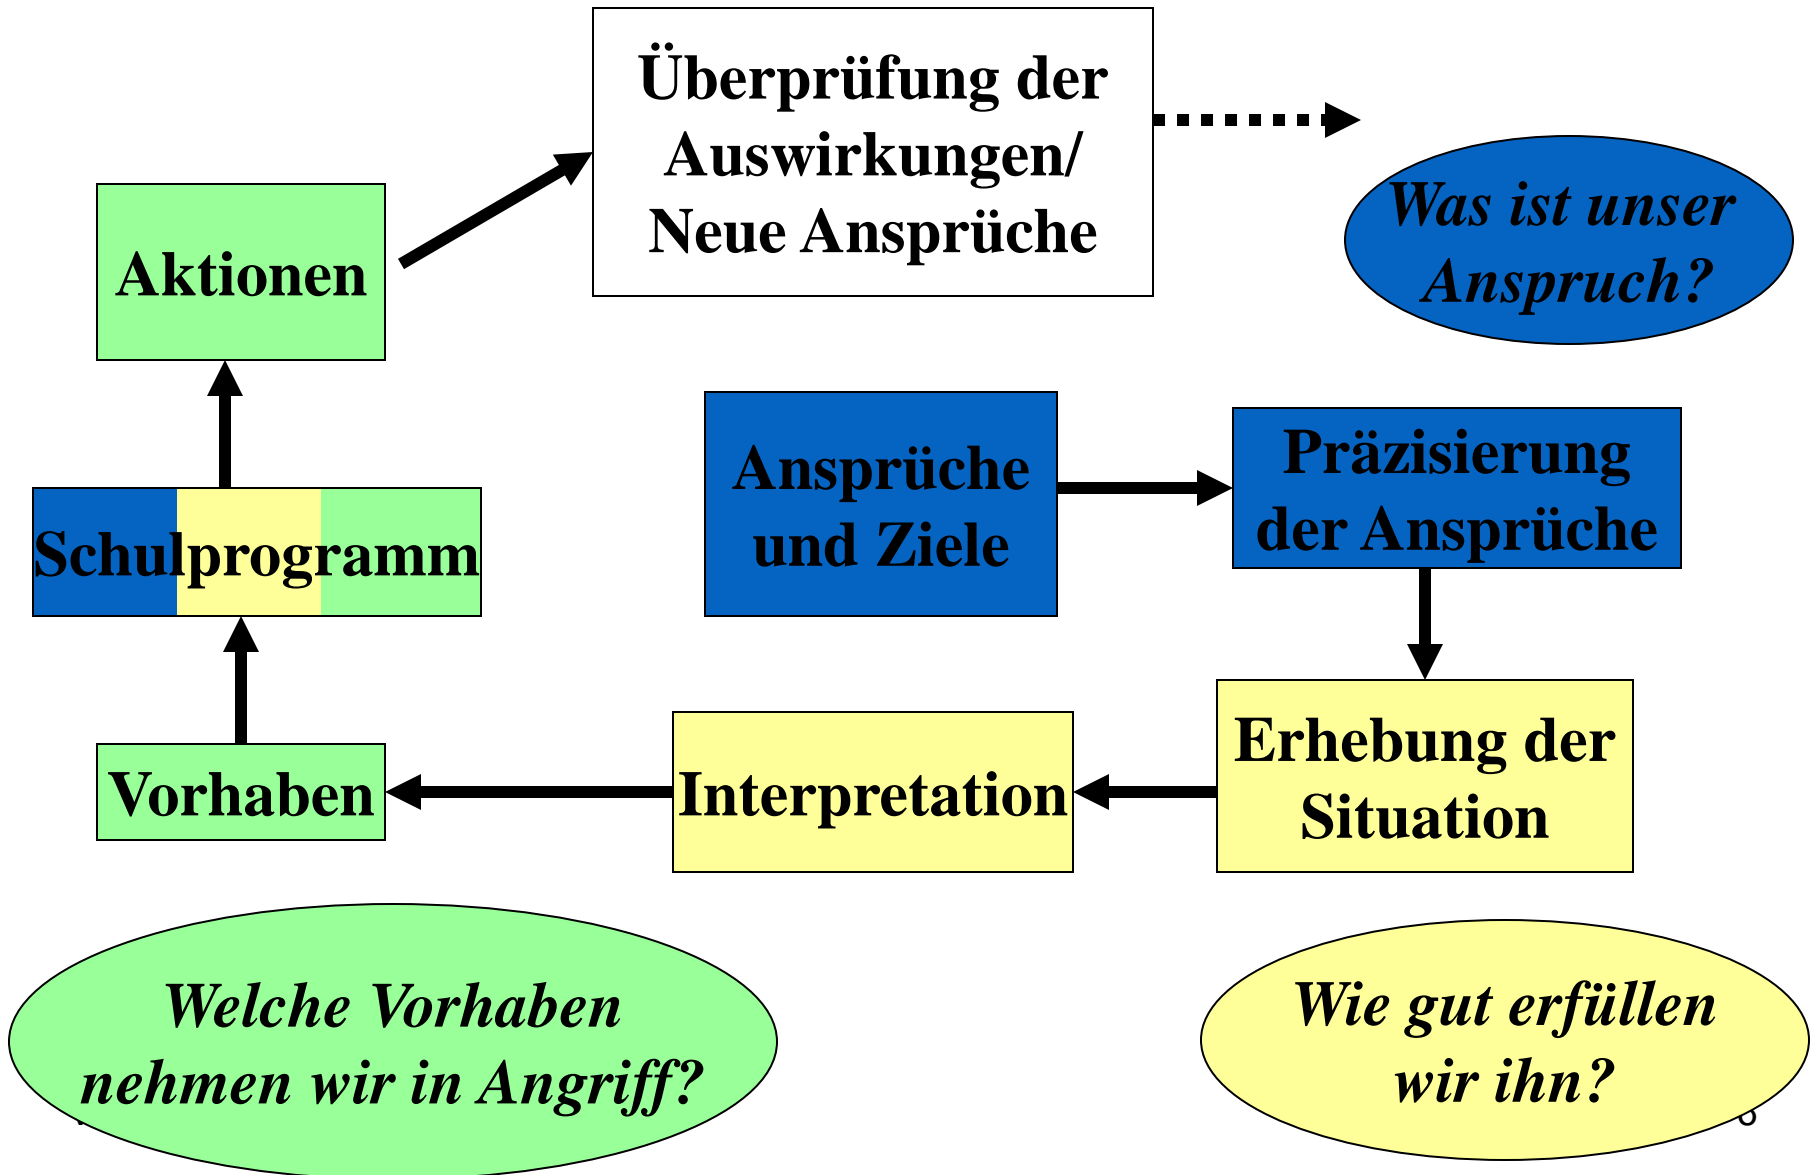 Überprüfung der
Auswirkungen/
Neue Ansprüche
Was ist unser
Anspruch?
Aktionen
Ansprüche
und Ziele
Präzisierung
der Ansprüche
Schulprogramm
Erhebung der
Situation
Interpretation
Vorhaben
Welche Vorhaben
nehmen wir in Angriff?
Wie gut erfüllen
wir ihn?